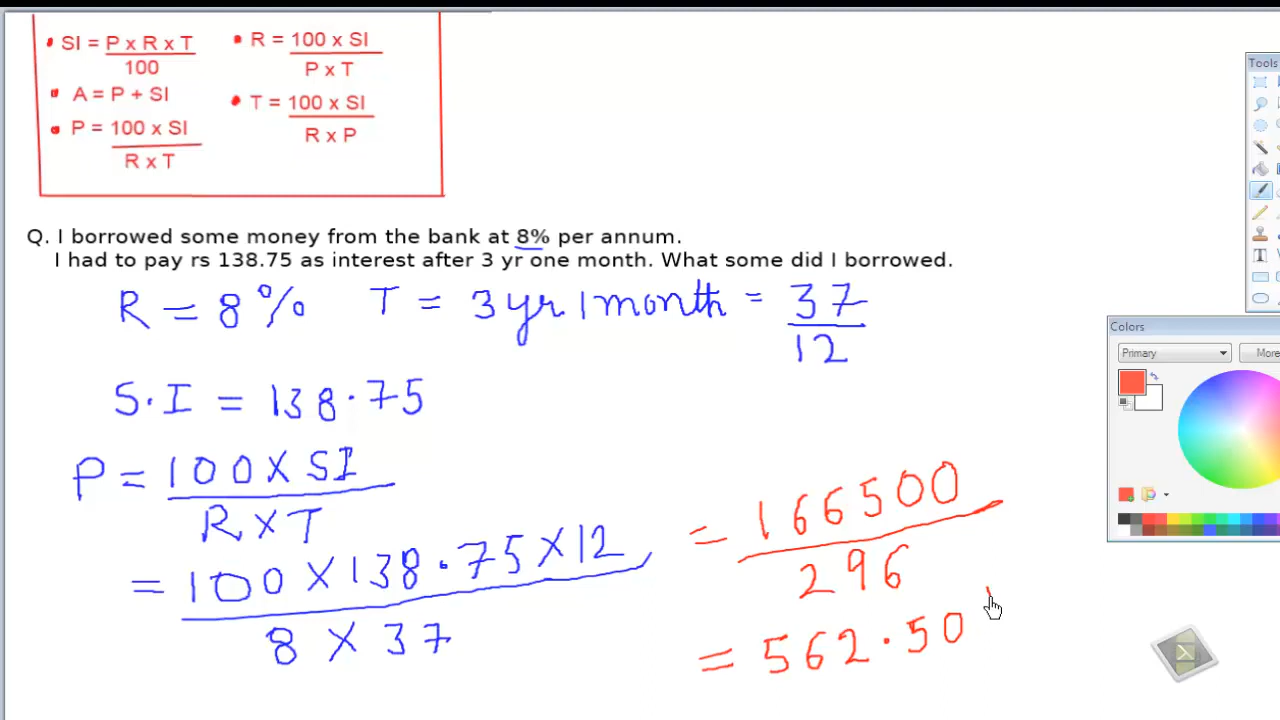 • SI = P x R x T
100
• R = 100 x SI
P x T
• A = P + SI
• T = 100 x SI
R x P
• P = 100 x SI
R x T
Tools
Q. I borrowed some money from the bank at 8% per annum.
I had to pay rs 138.75 as interest after 3 yr one month. What some did I borrowed.
R = 8% T = 3 yr 1 month = 37
12
S.I = 138.75
P = 100 X SI
R X T
= 100 X 138.75 X 12
8 X 37
= 166500
296
= 562.50
Colors
Primary
More
T